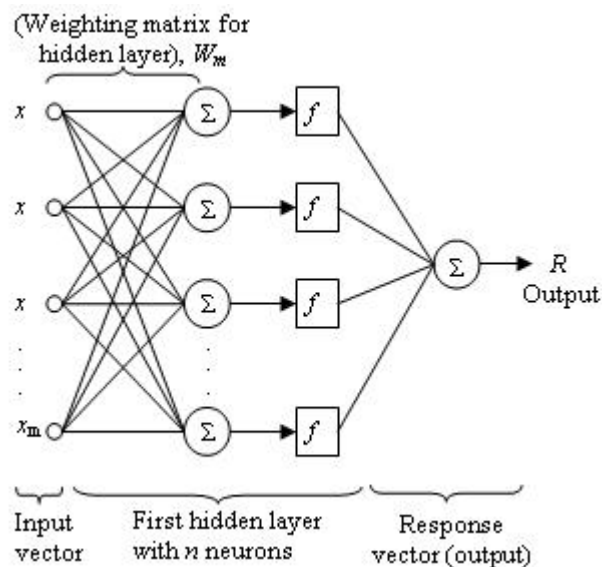 (Weighting matrix for
hidden layer), Wm
x Σ f
x Σ f
Σ R
Output
x Σ f
xm Σ f
Input
vector
First hidden layer
with n neurons
Response
vector (output)